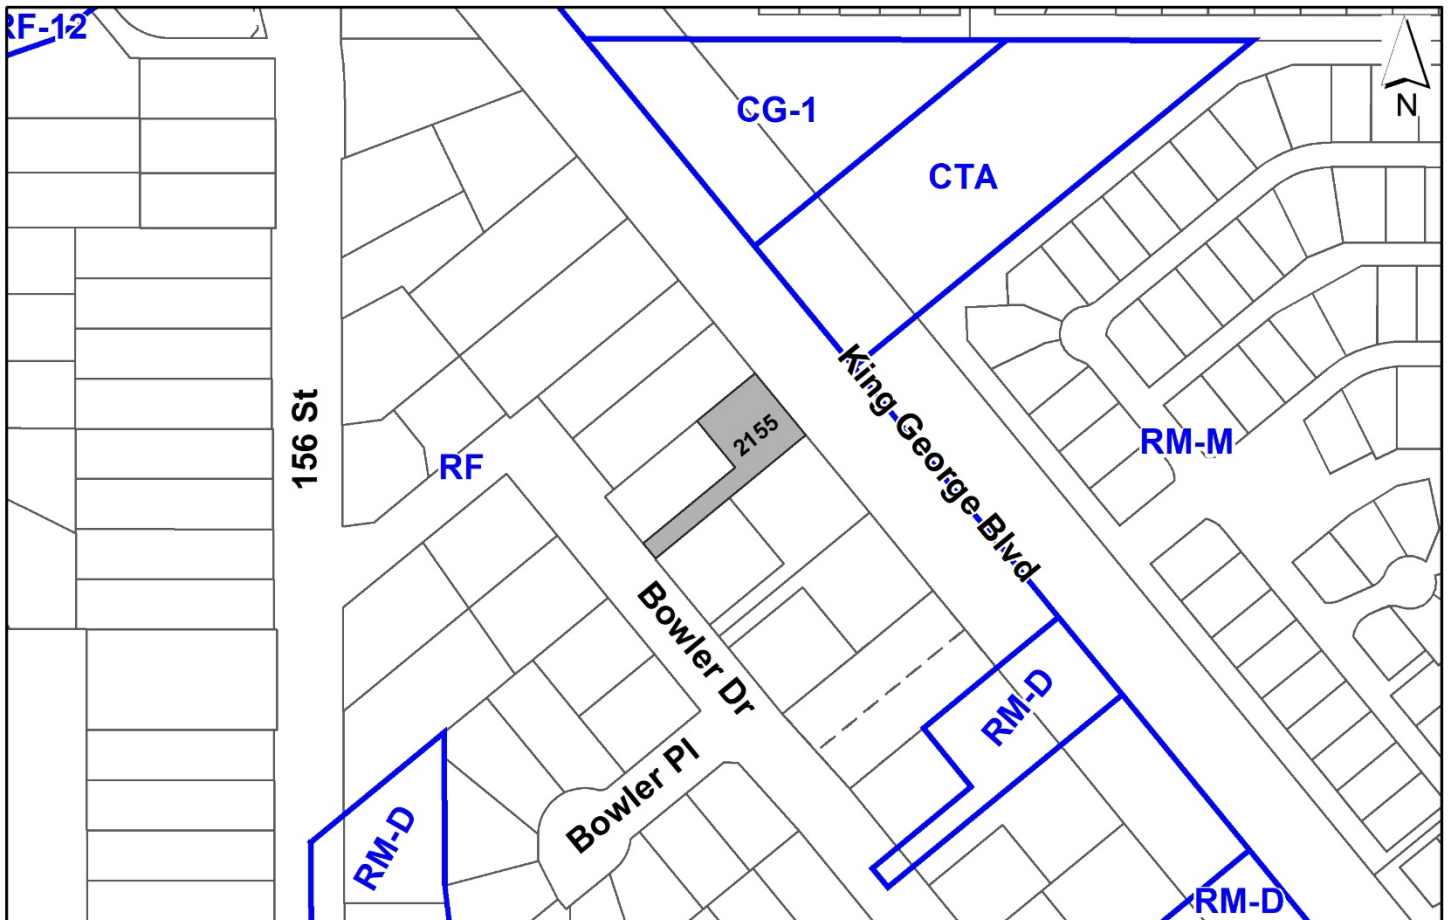 RF-12
CG-1
N
CTA
King George Blvd
156 St
2155
RM-M
RF
Bowler Dr
RM-D
Bowler Pl
RM-D
RM-D